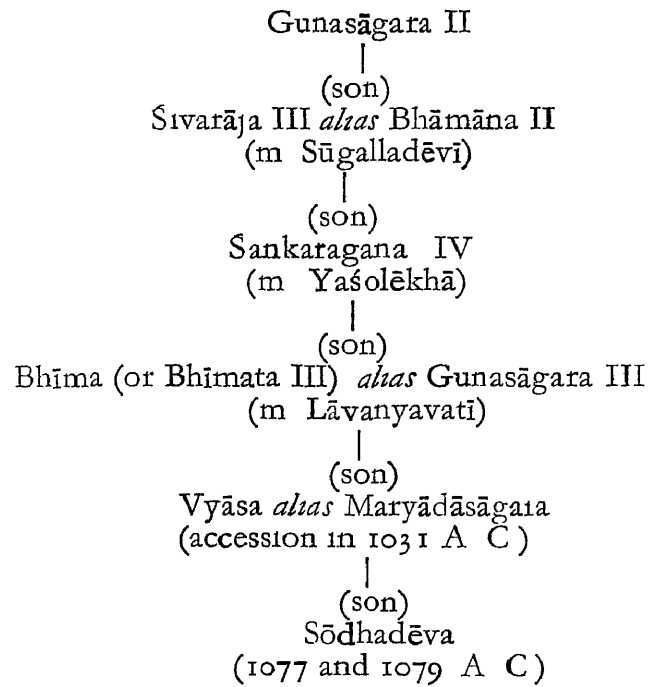 Gunasāgara II
(son)
Śivarāja III alias Bhāmāna II
(m Sūgalladēvī)
(son)
Śankaragana IV
(m Yaśolēkhā)
(son)
Bhīma (or Bhīmata III) alias Gunasāgara III
(m Lāvanyavatī)
(son)
Vyāsa alias Maryādāsāgara
(accession in 1031 A C)
(son)
Sōdhadēva
(1077 and 1079 A C)